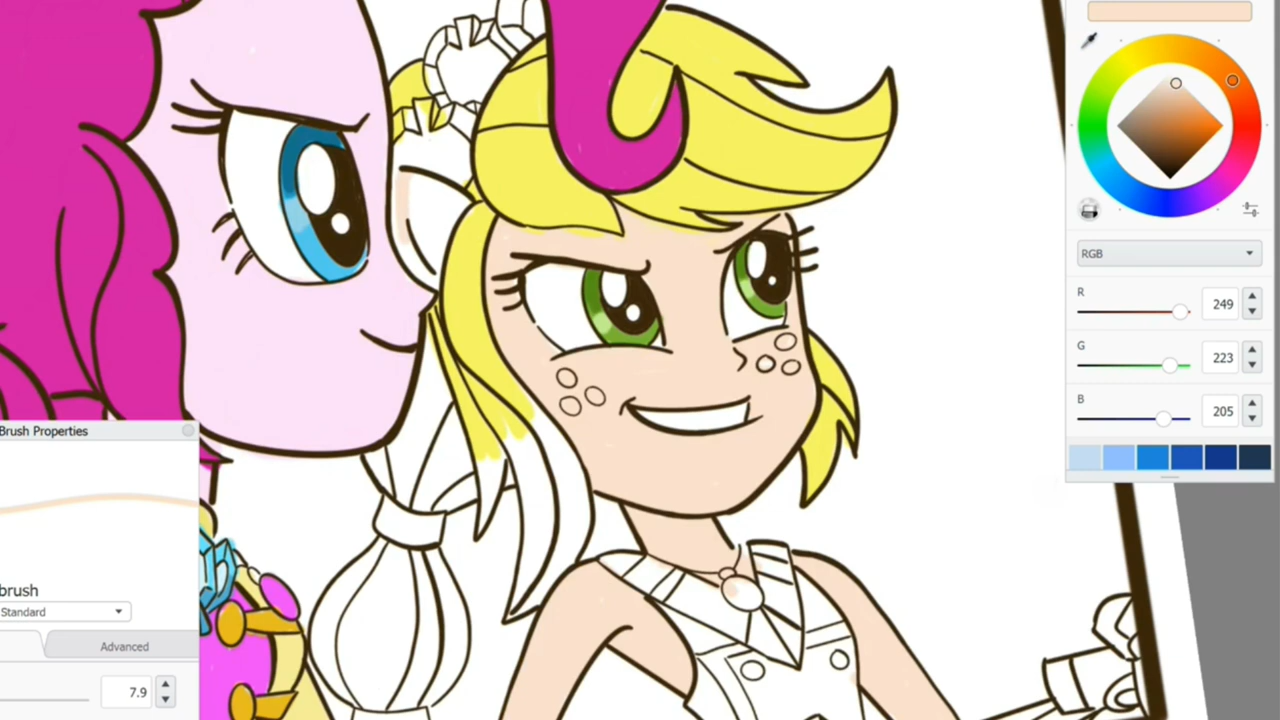 RGB
R 249
G 223
B 205
Brush Properties
brush
Standard
Advanced
7.9